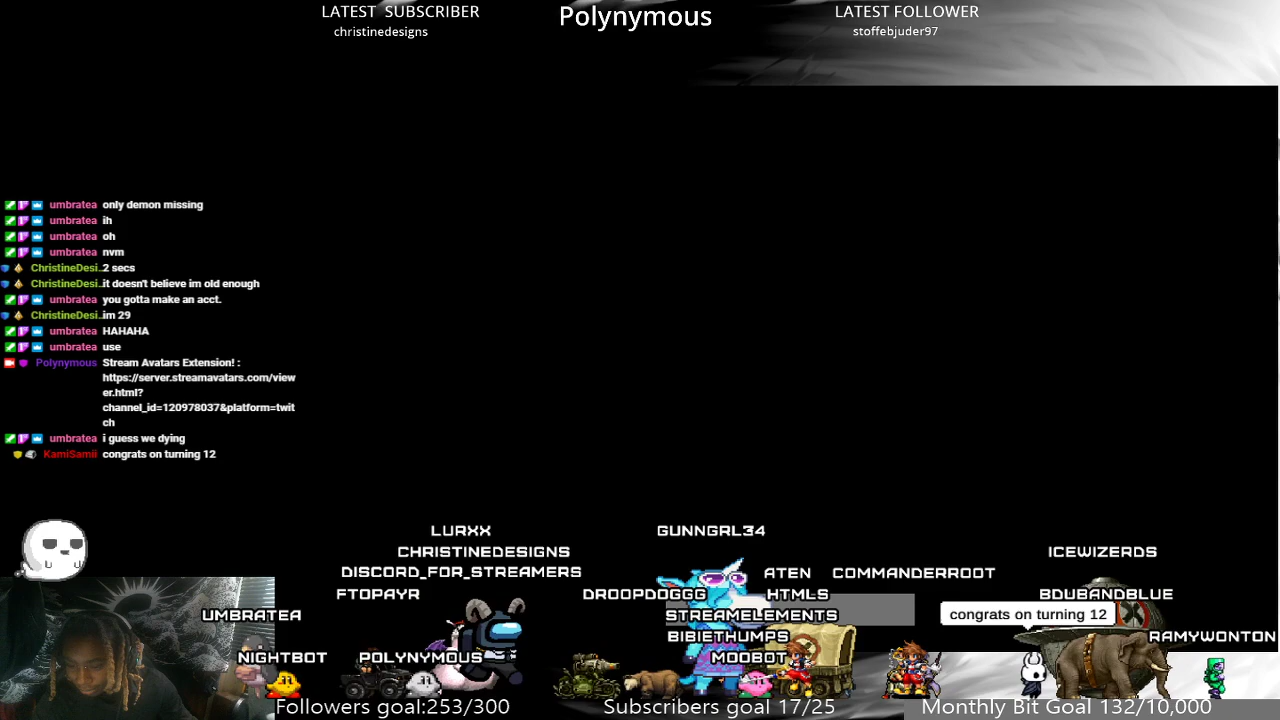 LATEST SUBSCRIBER
christinedesigns
Polynymous
LATEST FOLLOWER
stoffebjuder97
umbratea only demon missing
umbratea ih
umbratea oh
umbratea nvm
ChristineDesi.. 2 secs
ChristineDesi.. it doesn't believe im old enough
umbratea you gotta make an acct.
ChristineDesi.. im 29
umbratea HAHAHA
umbratea use
Polynymous Stream Avatars Extension! :
https://server.streamavatars.com/view
er.html?
channel_id=120978037&platform=twit
ch
umbratea i guess we dying
KamiSamii congrats on turning 12
LURXX
GUNNGRL34
CHRISTINEDESIGNS
ICEWIZERDS
DISCORD_FOR_STREAMERS
ATEN
COMMANDERROOT
FTOPAYR
DROOPDOGGG
HTMLS
BDUBANDBLUE
UMBRATEA
STREAMELEMENTS
congrats on turning 12
BIBIETHUMPS
RAMYWONTON
NIGHTBOT
POLYNYMOUS
MOOBOT
Followers goal:253/300
Subscribers goal 17/25
Monthly Bit Goal 132/10,000